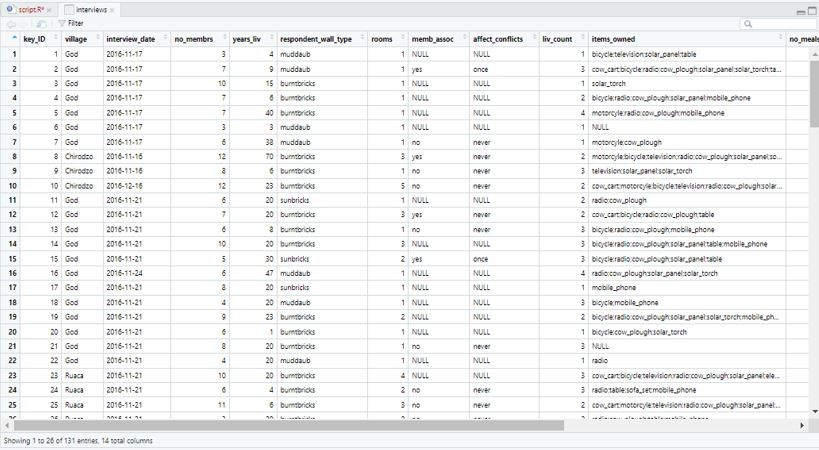 script.R* × interviews ×
Filter
key_ID village interview_date no_membrs years_liv respondent_wall_type rooms memb_assoc affect_conflicts liv_count items_owned no_meals
1 1 God 2016-11-17 3 4 muddaub 1 NULL NULL 1 bicycle;television;solar_panel;table
2 2 God 2016-11-17 7 9 muddaub 1 yes once 3 cow_cart;bicycle;radio;cow_plough;solar_panel;solar_torch;ta...
3 3 God 2016-11-17 10 15 burntbricks 1 NULL NULL 1 solar_torch
4 4 God 2016-11-17 7 6 burntbricks 1 NULL NULL 2 bicycle;radio;cow_plough;solar_panel;mobile_phone
5 5 God 2016-11-17 7 40 burntbricks 1 NULL NULL 4 motorcyle;radio;cow_plough;mobile_phone
6 6 God 2016-11-17 3 3 muddaub 1 NULL NULL 1 NULL
7 7 God 2016-11-17 6 38 muddaub 1 no never 1 motorcyle;cow_plough
8 8 Chirodzo 2016-11-16 12 70 burntbricks 3 yes never 2 motorcyle;bicycle;television;radio;cow_plough;solar_panel;so...
9 9 Chirodzo 2016-11-16 8 6 burntbricks 1 no never 3 television;solar_panel;solar_torch
10 10 Chirodzo 2016-12-16 12 23 burntbricks 5 no never 2 cow_cart;motorcyle;bicycle;television;radio;cow_plough;solar...
11 11 God 2016-11-21 6 20 sunbricks 1 NULL NULL 2 radio;cow_plough
12 12 God 2016-11-21 7 20 burntbricks 3 yes never 2 cow_cart;bicycle;radio;cow_plough;table
13 13 God 2016-11-21 6 8 burntbricks 1 no never 3 bicycle;radio;cow_plough;mobile_phone
14 14 God 2016-11-21 10 20 burntbricks 3 NULL NULL 3 bicycle;radio;cow_plough;solar_panel;table;mobile_phone
15 15 God 2016-11-21 5 30 sunbricks 2 yes once 3 bicycle;radio;cow_plough;solar_panel;table
16 16 God 2016-11-24 6 47 muddaub 1 NULL NULL 4 radio;cow_plough;solar_panel;solar_torch
17 17 God 2016-11-21 8 20 sunbricks 1 NULL NULL 1 mobile_phone
18 18 God 2016-11-21 4 20 muddaub 1 NULL NULL 3 bicycle;mobile_phone
19 19 God 2016-11-21 9 23 burntbricks 2 NULL NULL 2 bicycle;radio;cow_plough;solar_panel;solar_torch;mobile_ph...
20 20 God 2016-11-21 6 1 burntbricks 1 NULL NULL 1 bicycle;cow_plough;solar_torch
21 21 God 2016-11-21 8 20 burntbricks 1 no never 3 NULL
22 22 God 2016-11-21 4 20 muddaub 1 NULL NULL 1 radio
23 23 Ruaca 2016-11-21 10 20 burntbricks 4 NULL NULL 3 cow_cart;bicycle;television;radio;cow_plough;solar_panel;ele...
24 24 Ruaca 2016-11-21 6 4 burntbricks 2 no never 3 radio;table;sofa_set;mobile_phone
25 25 Ruaca 2016-11-21 11 6 burntbricks 3 no never 2 cow_cart;motorcyle;television;radio;cow_plough;solar_panel;...
Showing 1 to 26 of 131 entries, 14 total columns